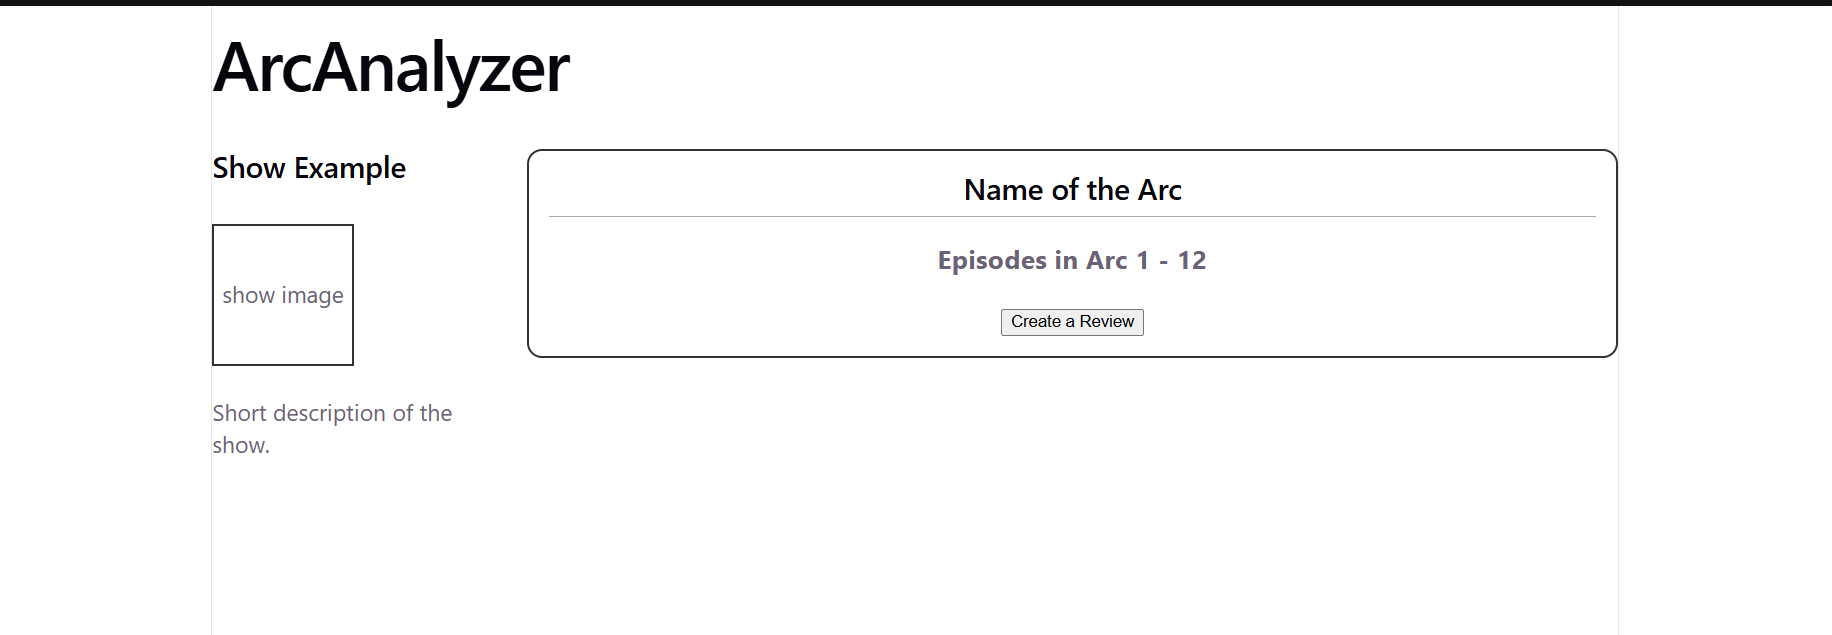 ArcAnalyzer
Show Example
show image
Short description of the
show.
Name of the Arc
Episodes in Arc 1 - 12
Create a Review